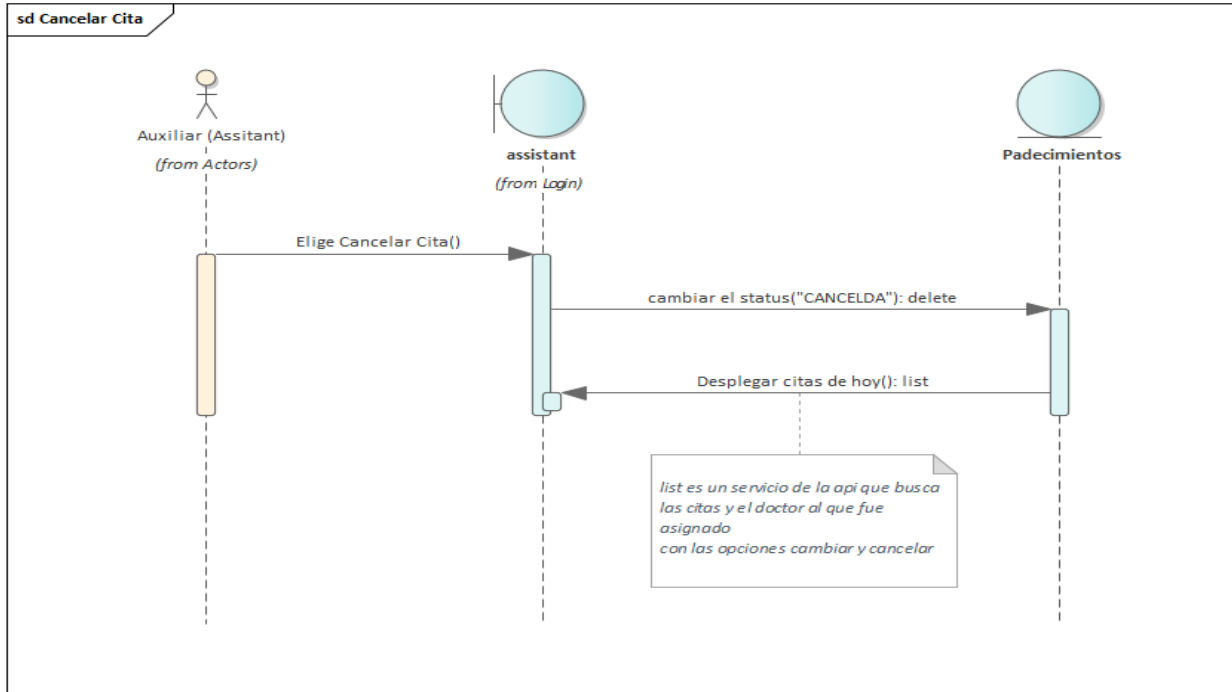 sd Cancelar Cita
Auxiliar (Assitant)
(from Actors)
assistant
(from Login)
Padecimientos
Elige Cancelar Cita()
cambiar el status("CANCELDA"): delete
Desplegar citas de hoy(): list
list es un servicio de la api que busca
las citas y el doctor al que fue
asignado
con las opciones cambiar y cancelar